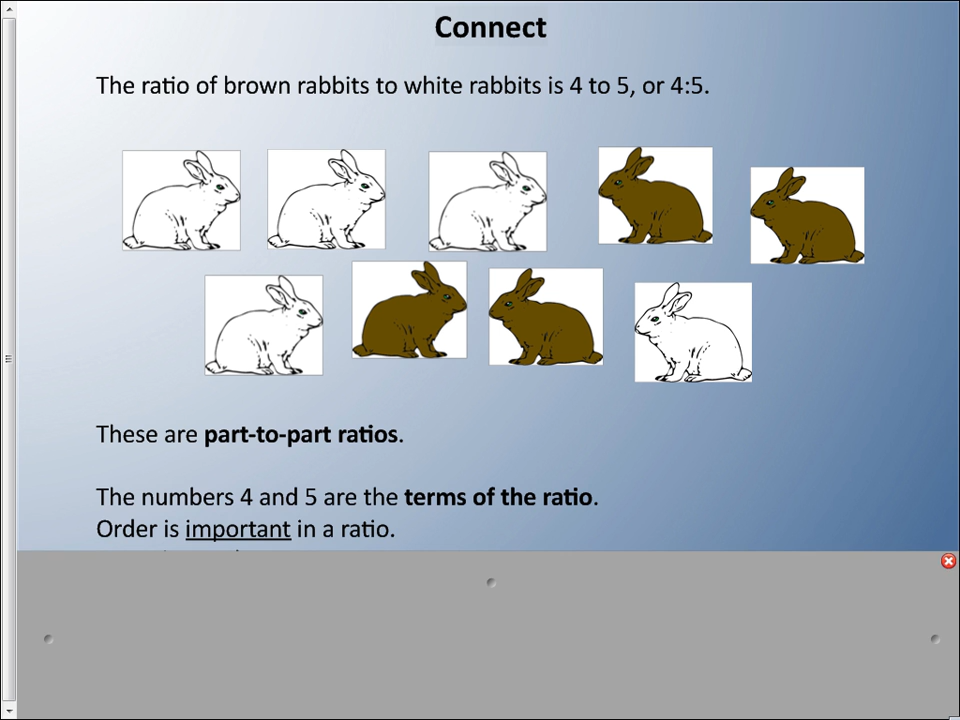 Connect
The ratio of brown rabbits to white rabbits is 4 to 5, or 4:5.
These are part-to-part ratios.
The numbers 4 and 5 are the terms of the ratio.
Order is important in a ratio.